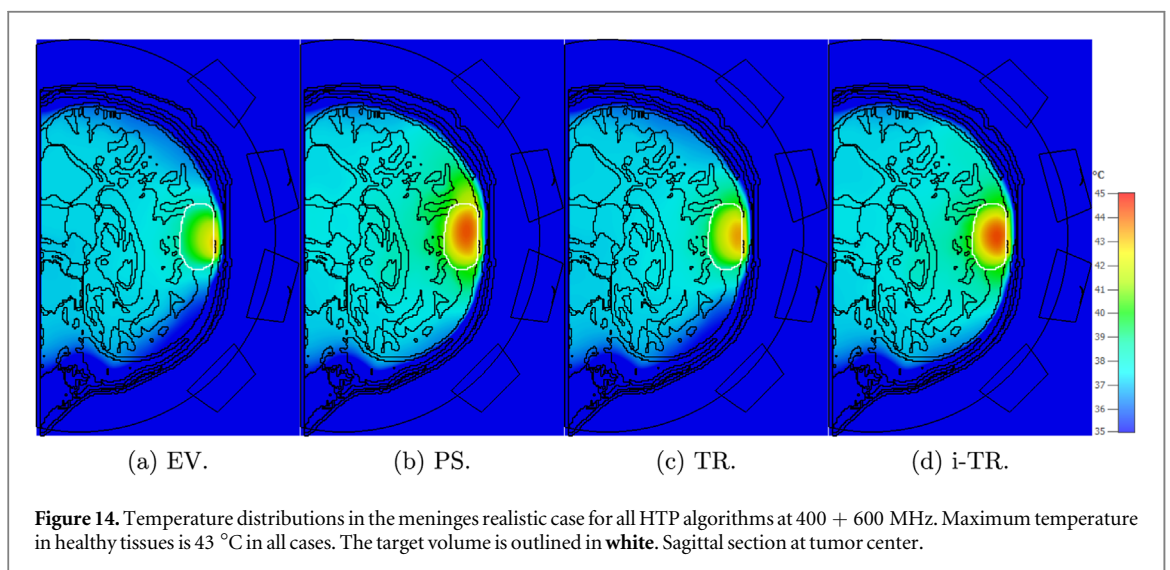 °C
45
44
43
42
41
40
39
38
37
36
35
(a) EV.
(b) PS.
(c) TR.
(d) i-TR.
Figure 14. Temperature distributions in the meninges realistic case for all HTP algorithms at 400 + 600 MHz. Maximum temperature
in healthy tissues is 43 °C in all cases. The target volume is outlined in white. Sagittal section at tumor center.